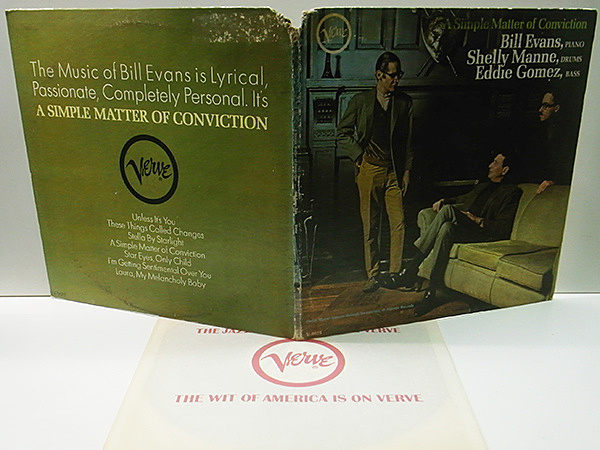 The Music of Bill Evans is Lyrical,
Passionate, Completely Personal. It's
A SIMPLE MATTER OF CONVICTION
Verve
Unless It's You
These Things Called Changes
Stella By Starlight
A Simple Matter of Conviction
Star Eyes, Only Child
I'm Getting Sentimental Over You
Laura, My Melancholy Baby
Verve
A Simple Matter of Conviction
Bill Evans, PIANO
Shelly Manne, DRUMS
Eddie Gomez, BASS
THE JAZZ
VERVE
Verve
THE WIT OF AMERICA IS ON VERVE